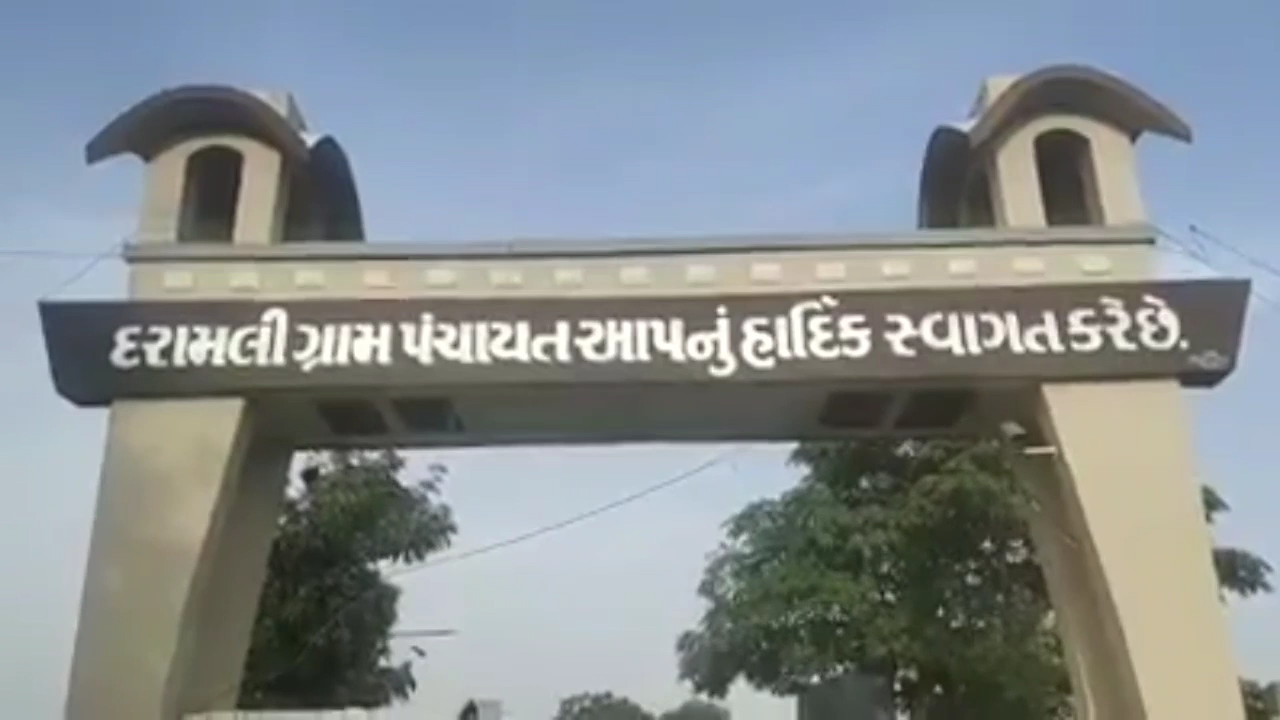 દરામલી ગ્રામ પંચાયત આપનું હાર્દિક સ્વાગત કરે છે.